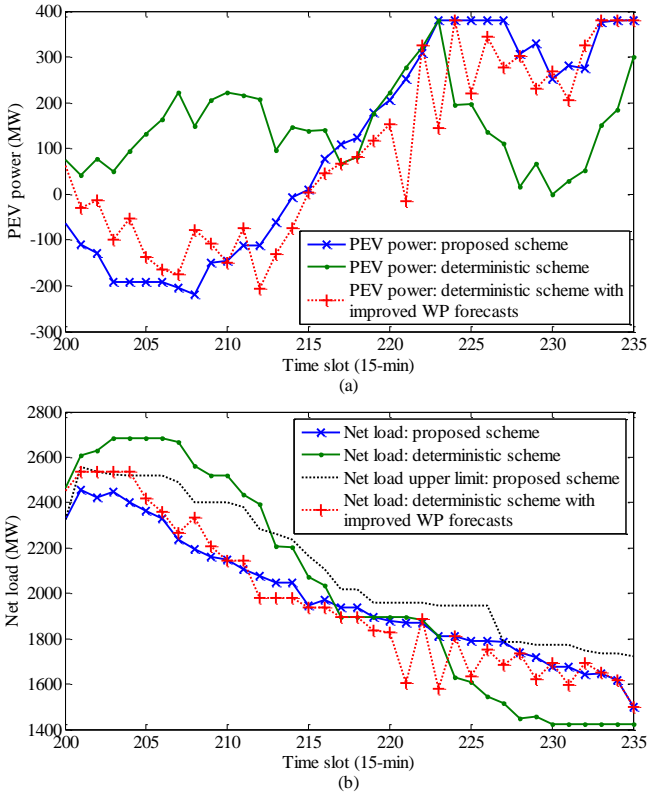 400
300
200
100
0
-100
-200
-300
PEV power (MW)
PEV power: proposed scheme
PEV power: deterministic scheme
PEV power: deterministic scheme with
improved WP forecasts
200 205 210 215 220 225 230 235
Time slot (15-min)
(a)
2800
2600
2400
2200
2000
1800
1600
1400
Net load (MW)
Net load: proposed scheme
Net load: deterministic scheme
Net load upper limit: proposed scheme
Net load: deterministic scheme with
improved WP forecasts
200 205 210 215 220 225 230 235
Time slot (15-min)
(b)